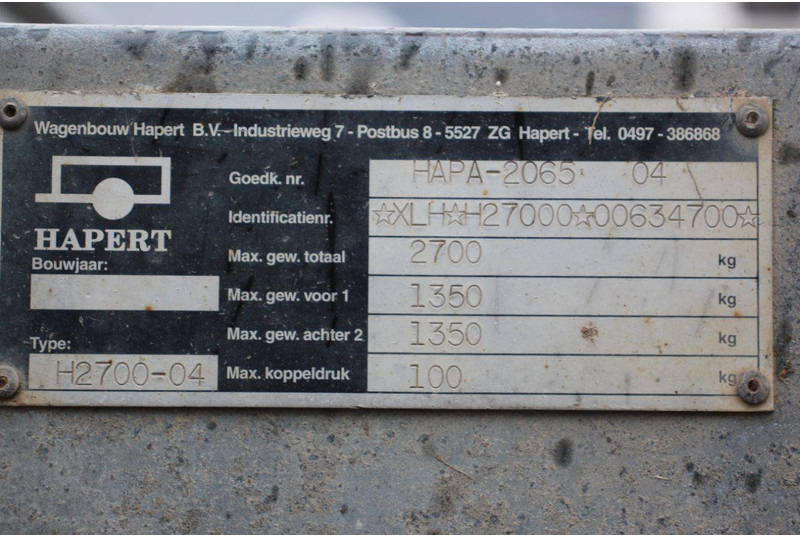 Wagenbouw Hapert B.V. - Industrieweg 7 - Postbus 8 - 5527 ZG Hapert - Tel. 0497 - 386868
HAPERT
Bouwjaar:
Type:
H2700-04
Goedk. nr. HAPA-2065 04
Identificatienr. ☆XLH☆H27000☆00634700☆
Max. gew. totaal 2700 kg
Max. gew. voor 1 1350 kg
Max. gew. achter 2 1350 kg
Max. koppeldruk 100 kg